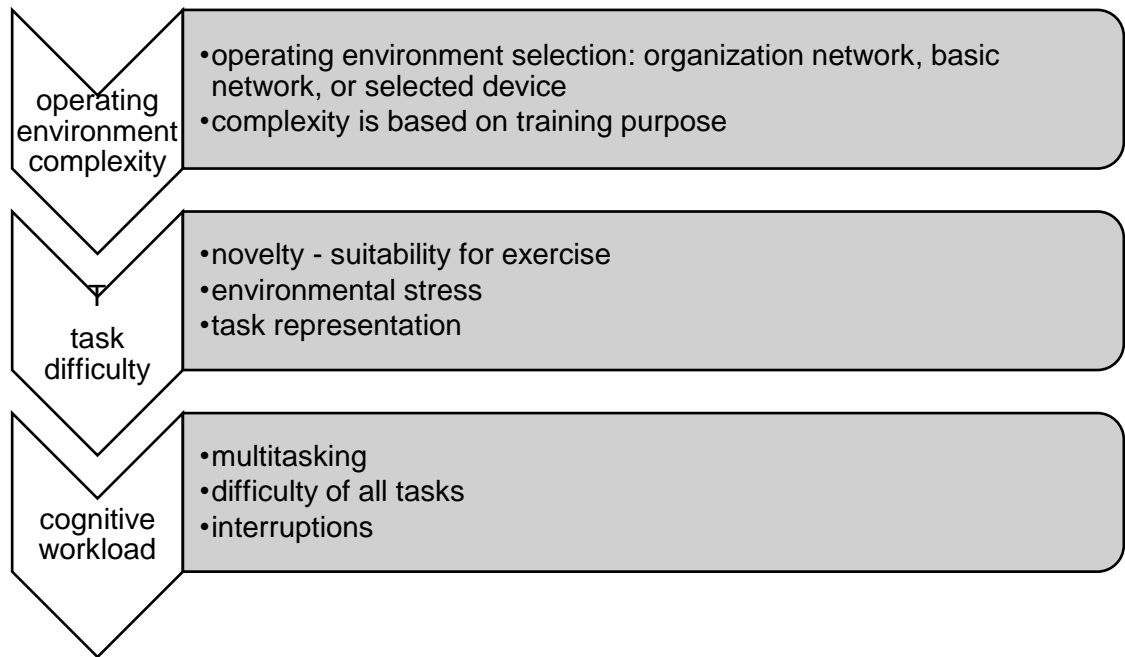 operating
environment
complexity
•operating environment selection: organization network, basic
network, or selected device
•complexity is based on training purpose
T
task
difficulty
•novelty - suitability for exercise
•environmental stress
•task representation
cognitive
workload
•multitasking
•difficulty of all tasks
•interruptions